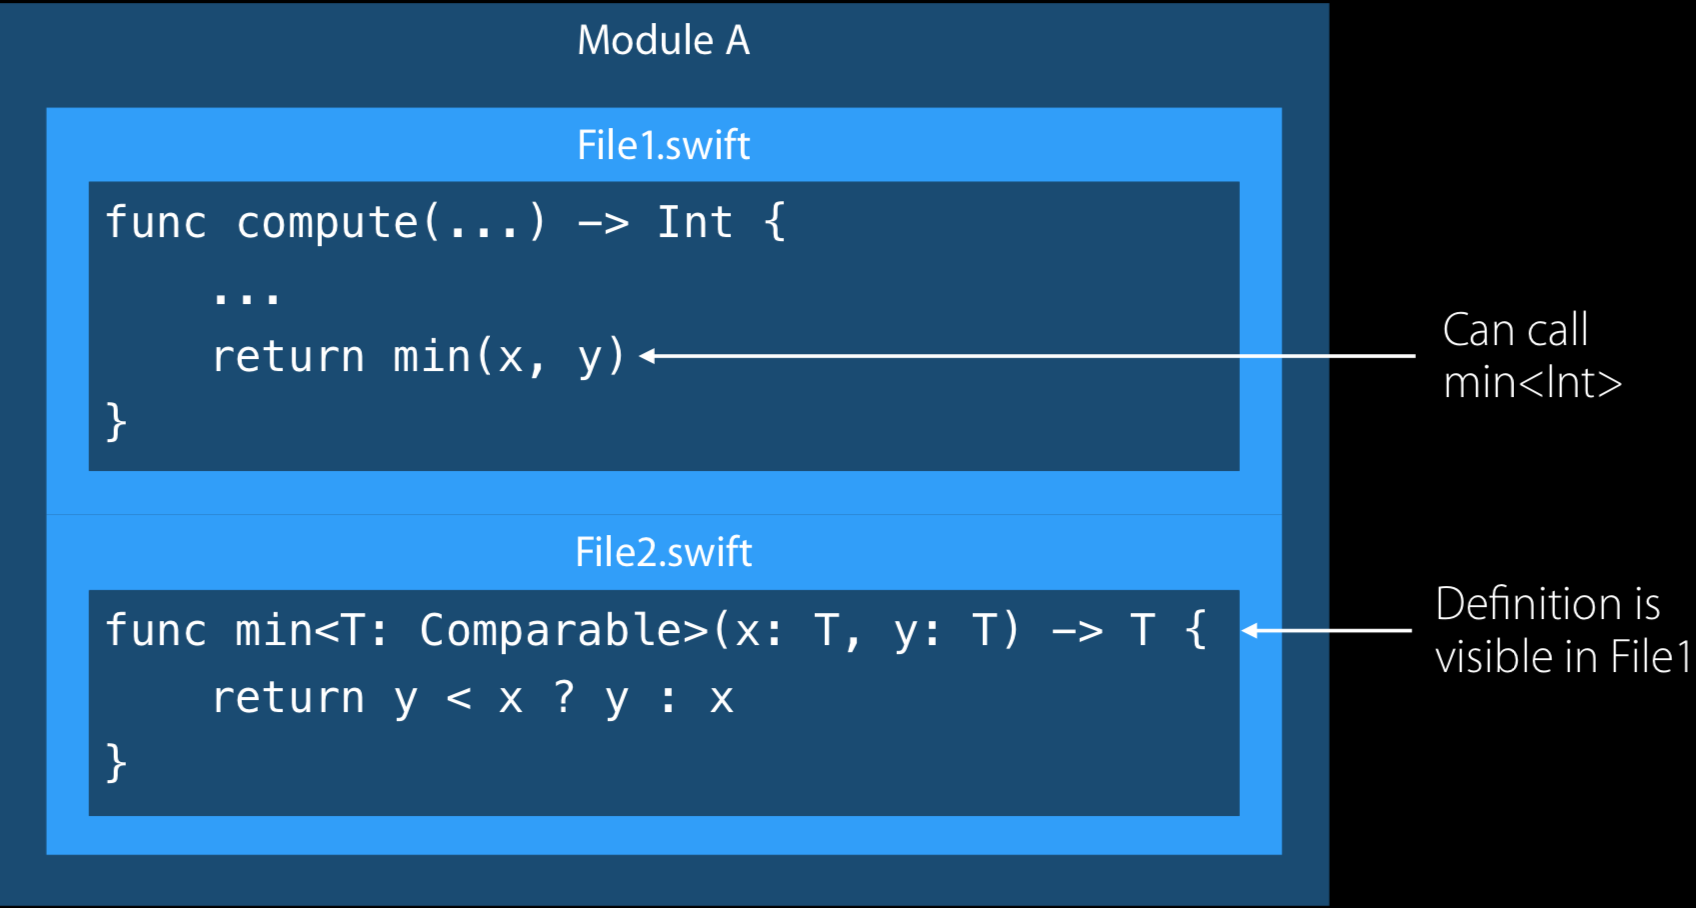 Module A
File1.swift
func compute(...) -> Int {
    ...
    return min(x, y)
}
Can call
min<Int>
File2.swift
func min<T: Comparable>(x: T, y: T) -> T {
    return y < x ? y : x
}
Definition is
visible in File1